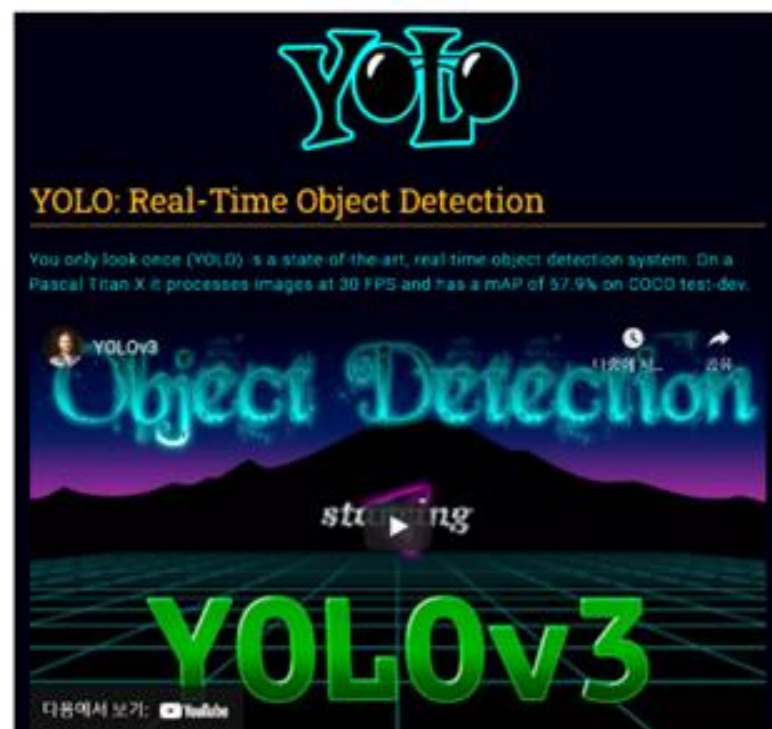 YOLO
YOLO: Real-Time Object Detection
You only look once (YOLO) is a state-of-the-art, real-time object detection system. On a
Pascal Titan X it processes images at 30 FPS and has a mAP of 57.9% on COCO test-dev.
YOLOv3
공유
Object Detection
starring
YOLOv3
다음에서 보기: YouTube